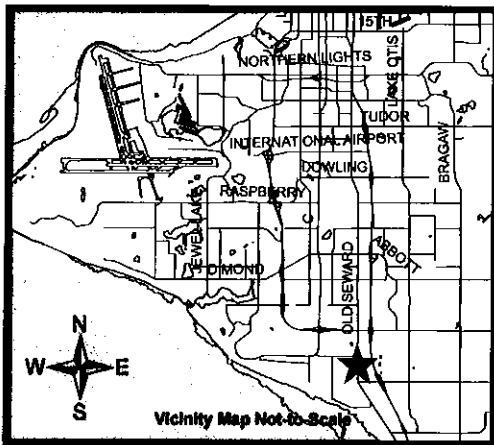 15TH
NORTHERN LIGHTS
LAKE OTIS
TUDOR
INTERNATIONAL AIRPORT
DOWLING
BRAGAW
RASPBERRY
JEWEL LAKE
C
ABBOTT
DIMOND
OLD SEWARD
N
W E
S
Vicinity Map Not-to-Scale